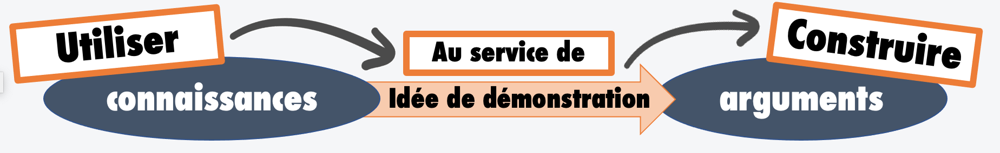 Utiliser
connaissances
Au service de
Idée de démonstration
Construire
arguments